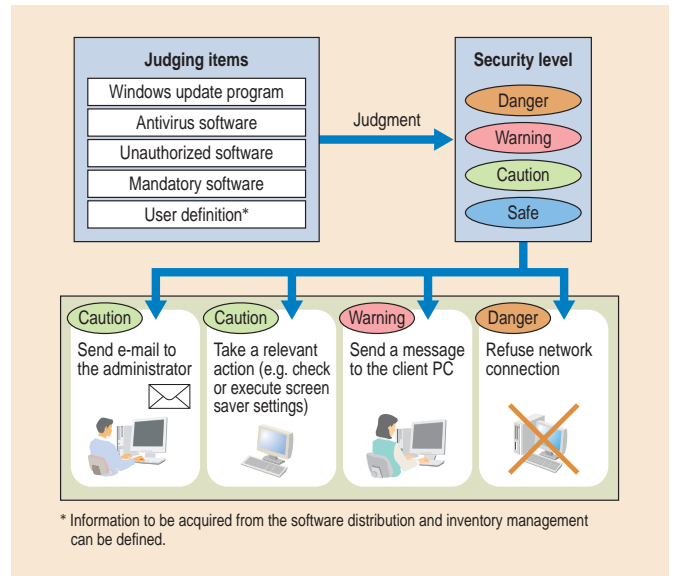 Judging items
Windows update program
Antivirus software
Unauthorized software
Mandatory software
User definition*
Judgment
Security level
Danger
Warning
Caution
Safe
Caution
Send e-mail to
the administrator
Caution
Take a relevant
action (e.g. check
or execute screen
saver settings)
Warning
Send a message
to the client PC
Danger
Refuse network
connection
* Information to be acquired from the software distribution and inventory management
can be defined.